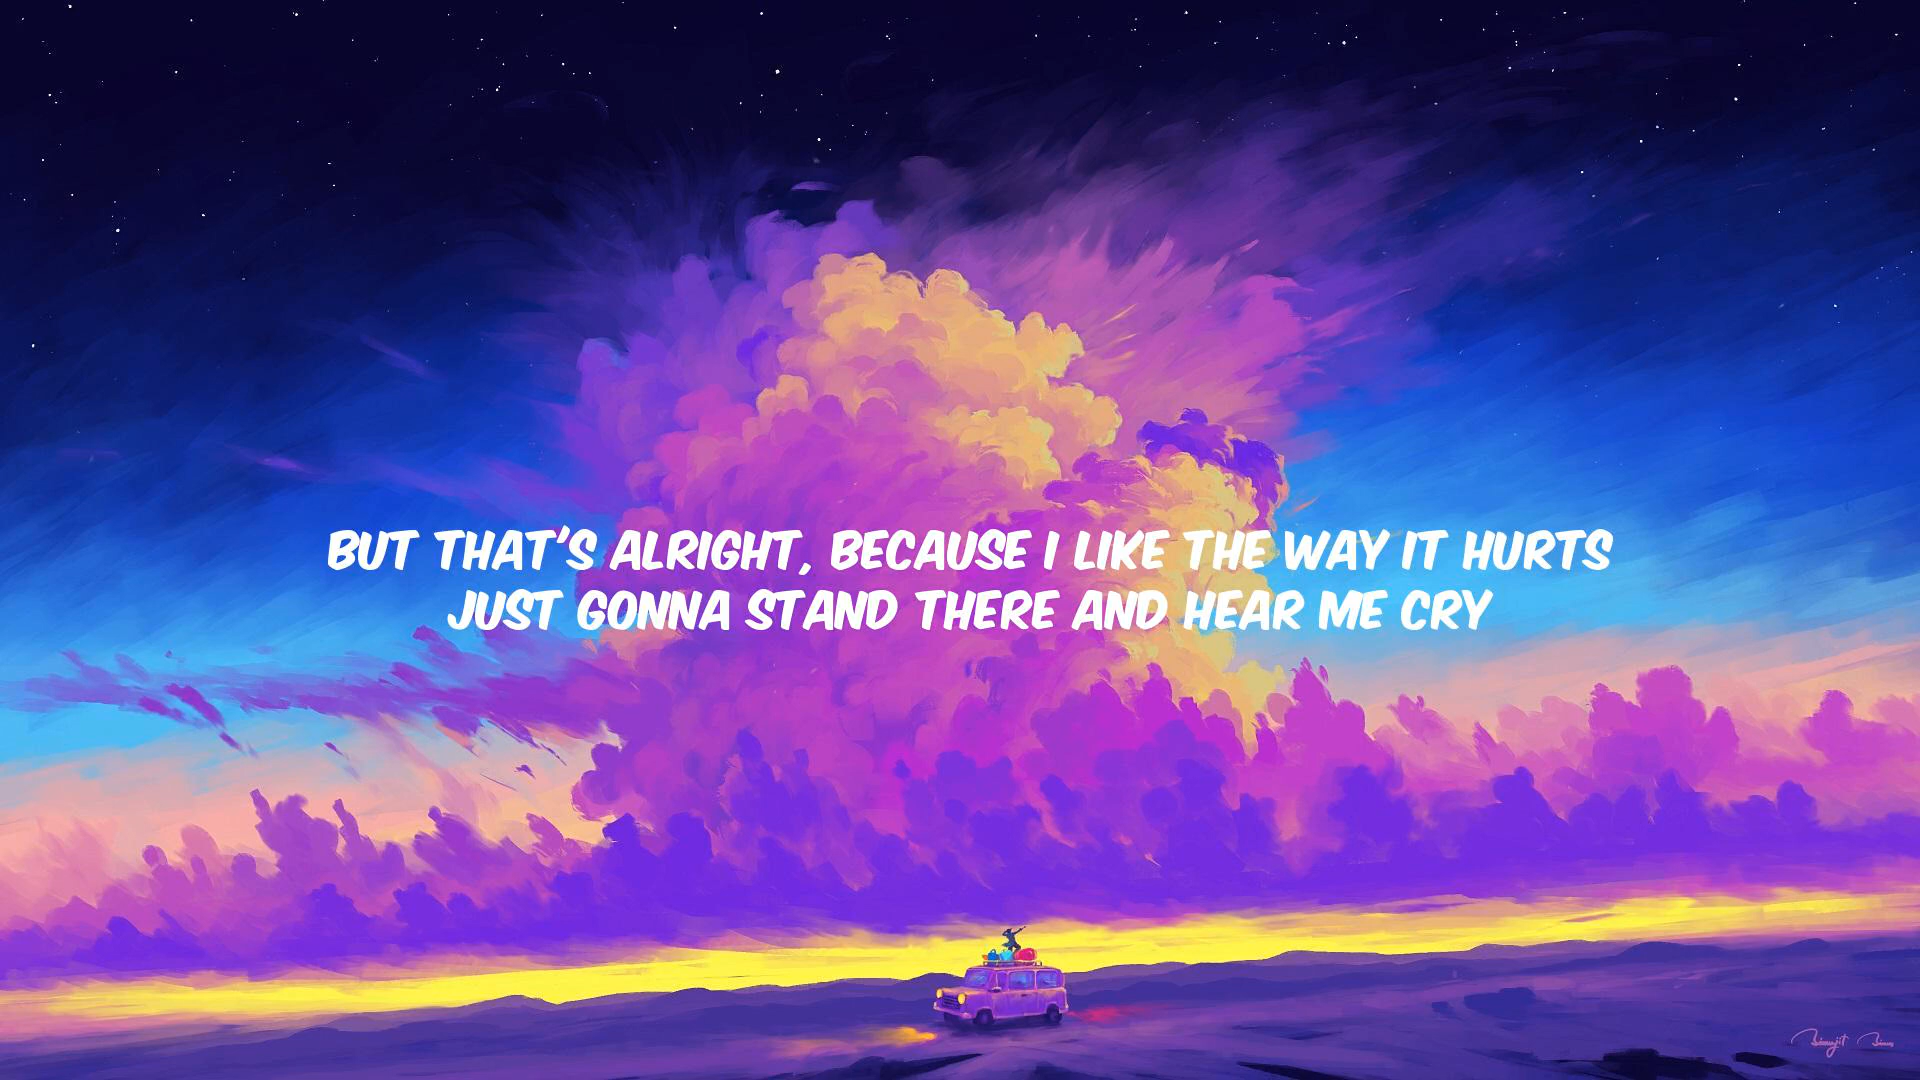 BUT THAT'S ALRIGHT, BECAUSE I LIKE THE WAY IT HURTS
JUST GONNA STAND THERE AND HEAR ME CRY